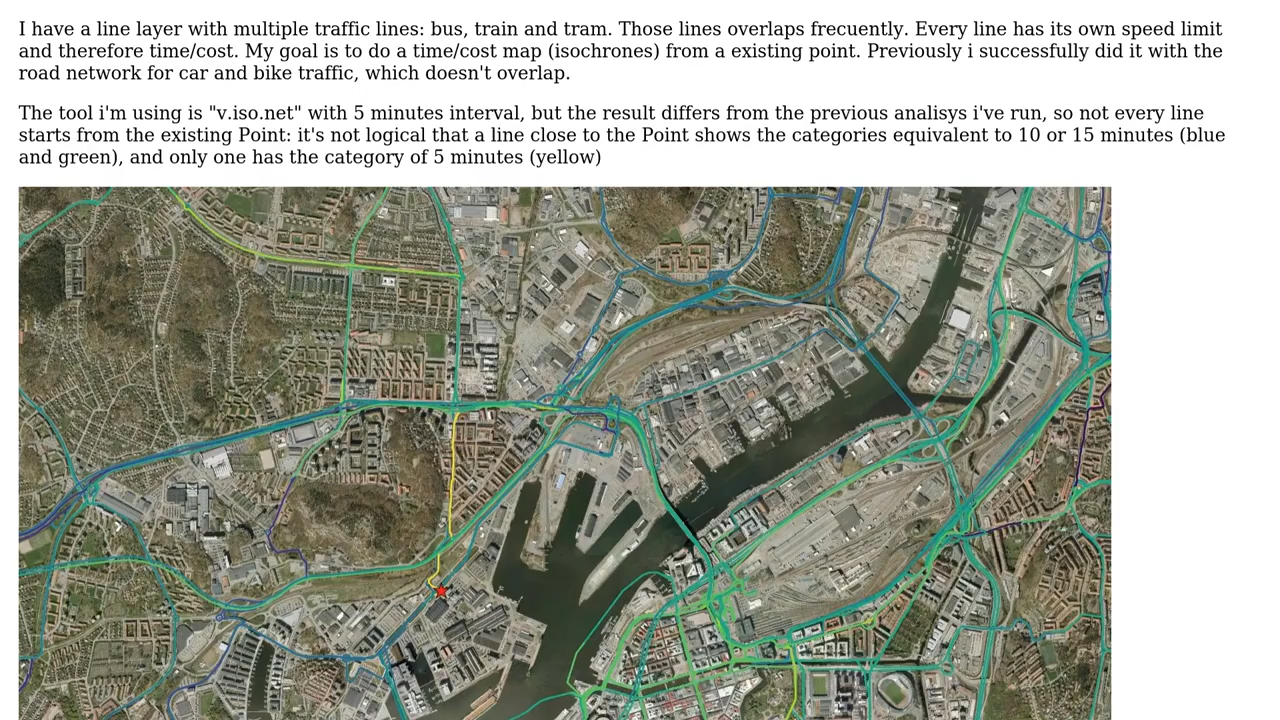 I have a line layer with multiple traffic lines: bus, train and tram. Those lines overlaps frecuently. Every line has its own speed limit
and therefore time/cost. My goal is to do a time/cost map (isochrones) from a existing point. Previously i successfully did it with the
road network for car and bike traffic, which doesn't overlap.
The tool i'm using is "v.iso.net" with 5 minutes interval, but the result differs from the previous analisys i've run, so not every line
starts from the existing Point: it's not logical that a line close to the Point shows the categories equivalent to 10 or 15 minutes (blue
and green), and only one has the category of 5 minutes (yellow)